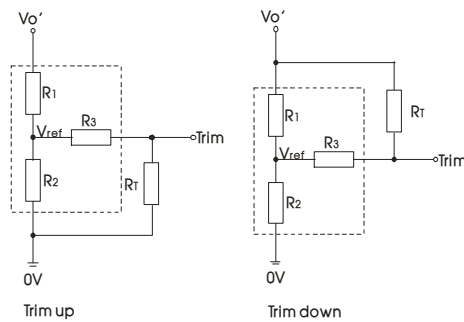 Vo'
R1
Vref
R3
Trim
R2
RT
0V
Trim up
Vo'
R1
RT
Vref
R3
Trim
R2
0V
Trim down